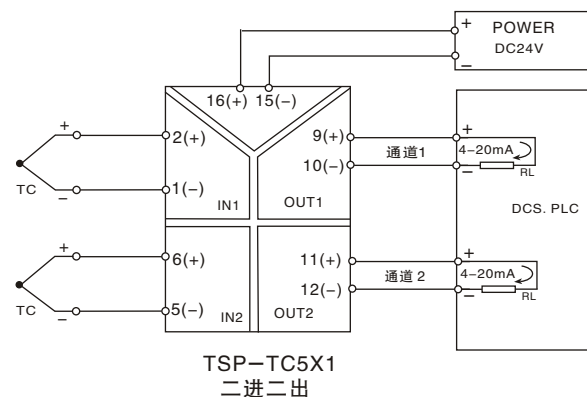 + POWER
− DC24V
16(+) 15(−)
+ 2(+) 9(+) 通道1 + 4−20mA
TC − 1(−) IN1 OUT1 10(−) − RL
DCS. PLC
+ 6(+) 11(+) 通道 2 + 4−20mA
TC − 5(−) IN2 OUT2 12(−) − RL
TSP−TC5X1
二进二出